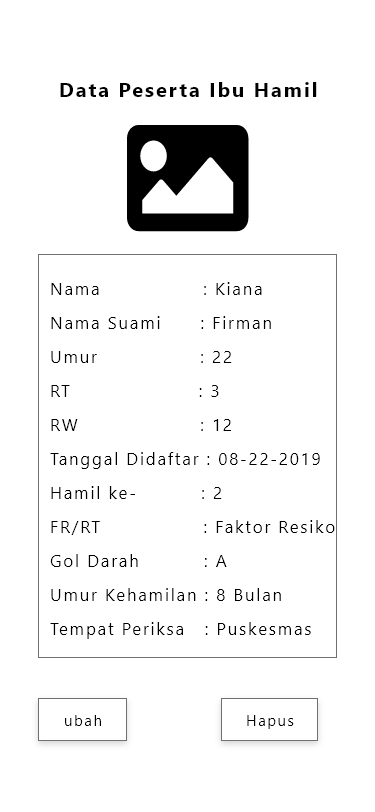 Data Peserta Ibu Hamil
Nama : Kiana
Nama Suami : Firman
Umur : 22
RT : 3
RW : 12
Tanggal Didaftar : 08-22-2019
Hamil ke- : 2
FR/RT : Faktor Resiko
Gol Darah : A
Umur Kehamilan : 8 Bulan
Tempat Periksa : Puskesmas
ubah Hapus